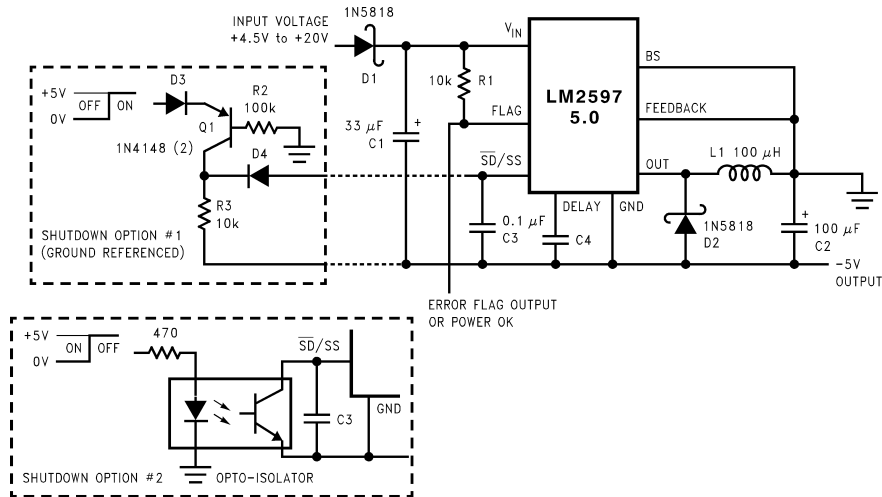 INPUT VOLTAGE
+4.5V to +20V
1N5818
D1
VIN
BS
LM2597
5.0
10k R1
FLAG
FEEDBACK
+5V
OFF ON
0V
D3
R2
100k
Q1
1N4148 (2)
D4
33 μF
C1
+
SD/SS
OUT
L1 100 μH
R3
10k
0.1 μF
C3
DELAY
GND
C4
1N5818
D2
+
100 μF
C2
SHUTDOWN OPTION #1
(GROUND REFERENCED)
-5V
OUTPUT
ERROR FLAG OUTPUT
OR POWER OK
+5V
ON OFF
0V
470
SD/SS
C3
GND
SHUTDOWN OPTION #2
OPTO-ISOLATOR